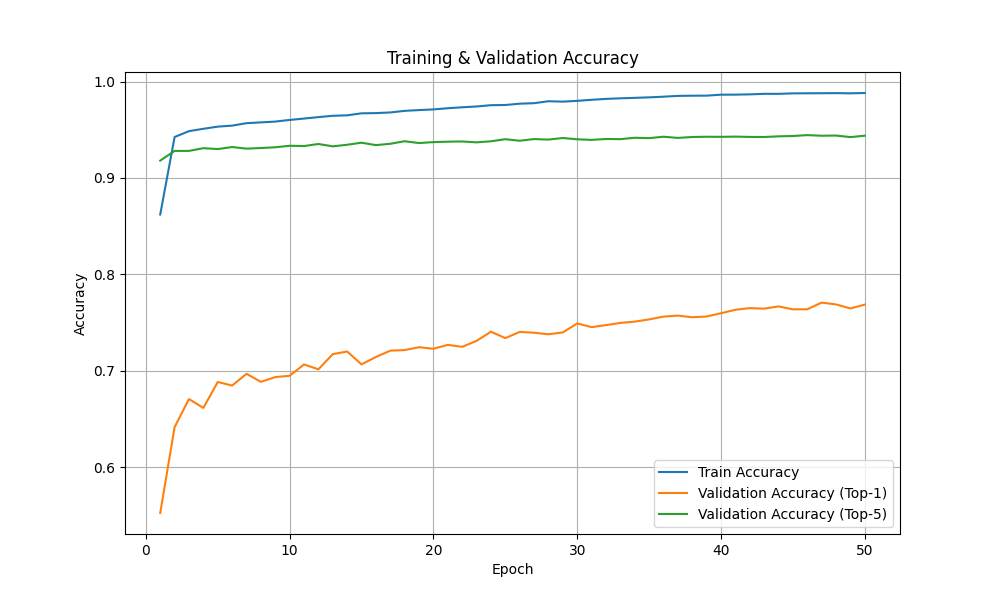 Training & Validation Accuracy
1.0
0.9
0.8
0.7
0.6
Accuracy
Train Accuracy
Validation Accuracy (Top-1)
Validation Accuracy (Top-5)
0 10 20 30 40 50
Epoch